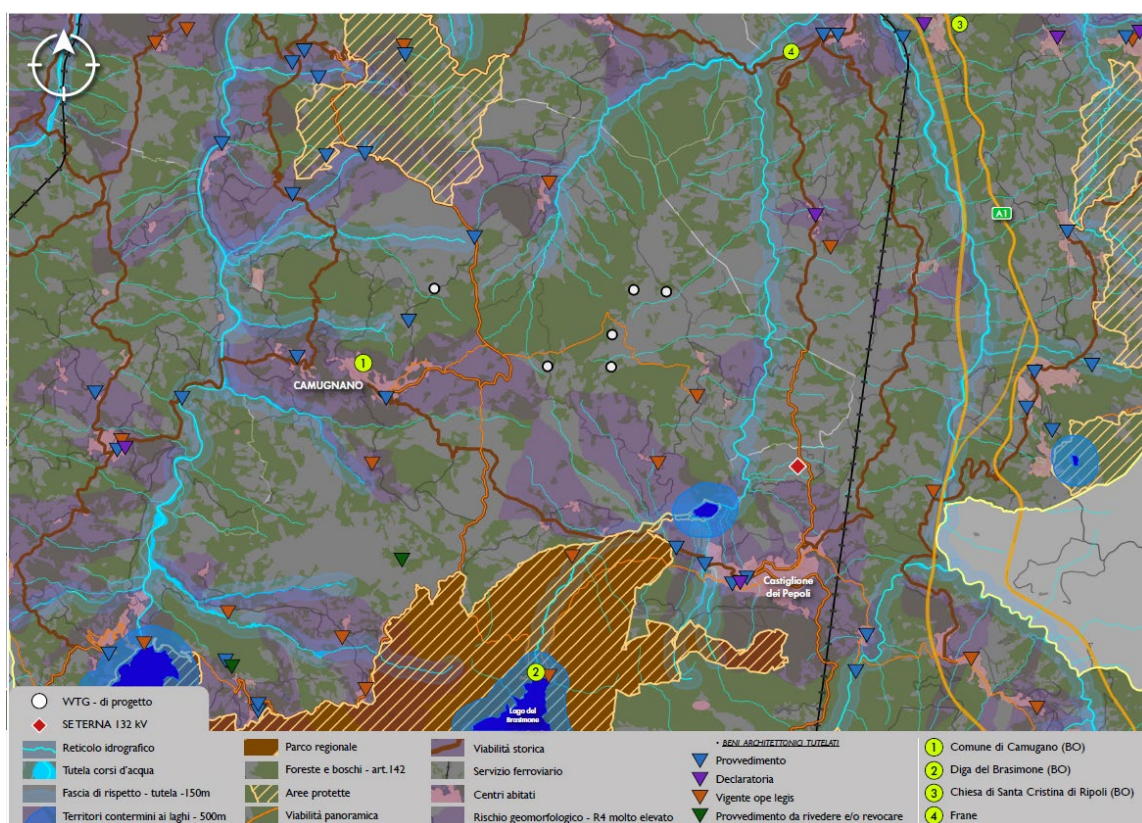 4
3
A1
1
CAMUGNANO
Castiglione
dei Pepoli
2
Lago del
Brasimone
WTG - di progetto
SE TERNA 132 kV
Reticolo idrografico
Tutela corsi d'acqua
Fascia di rispetto - tutela -150m
Territori contermini ai laghi - 500m
Parco regionale
Foreste e boschi - art.142
Aree protette
Viabilità panoramica
Viabilità storica
Servizio ferroviario
Centri abitati
Rischio geomorfologico - R4 molto elevato
• BENI ARCHITETTONICI TUTELATI
Provvedimento
Declaratoria
Vigente ope legis
Provvedimento da rivedere e/o revocare
1 Comune di Camugano (BO)
2 Diga del Brasimone (BO)
3 Chiesa di Santa Cristina di Ripoli (BO)
4 Frane